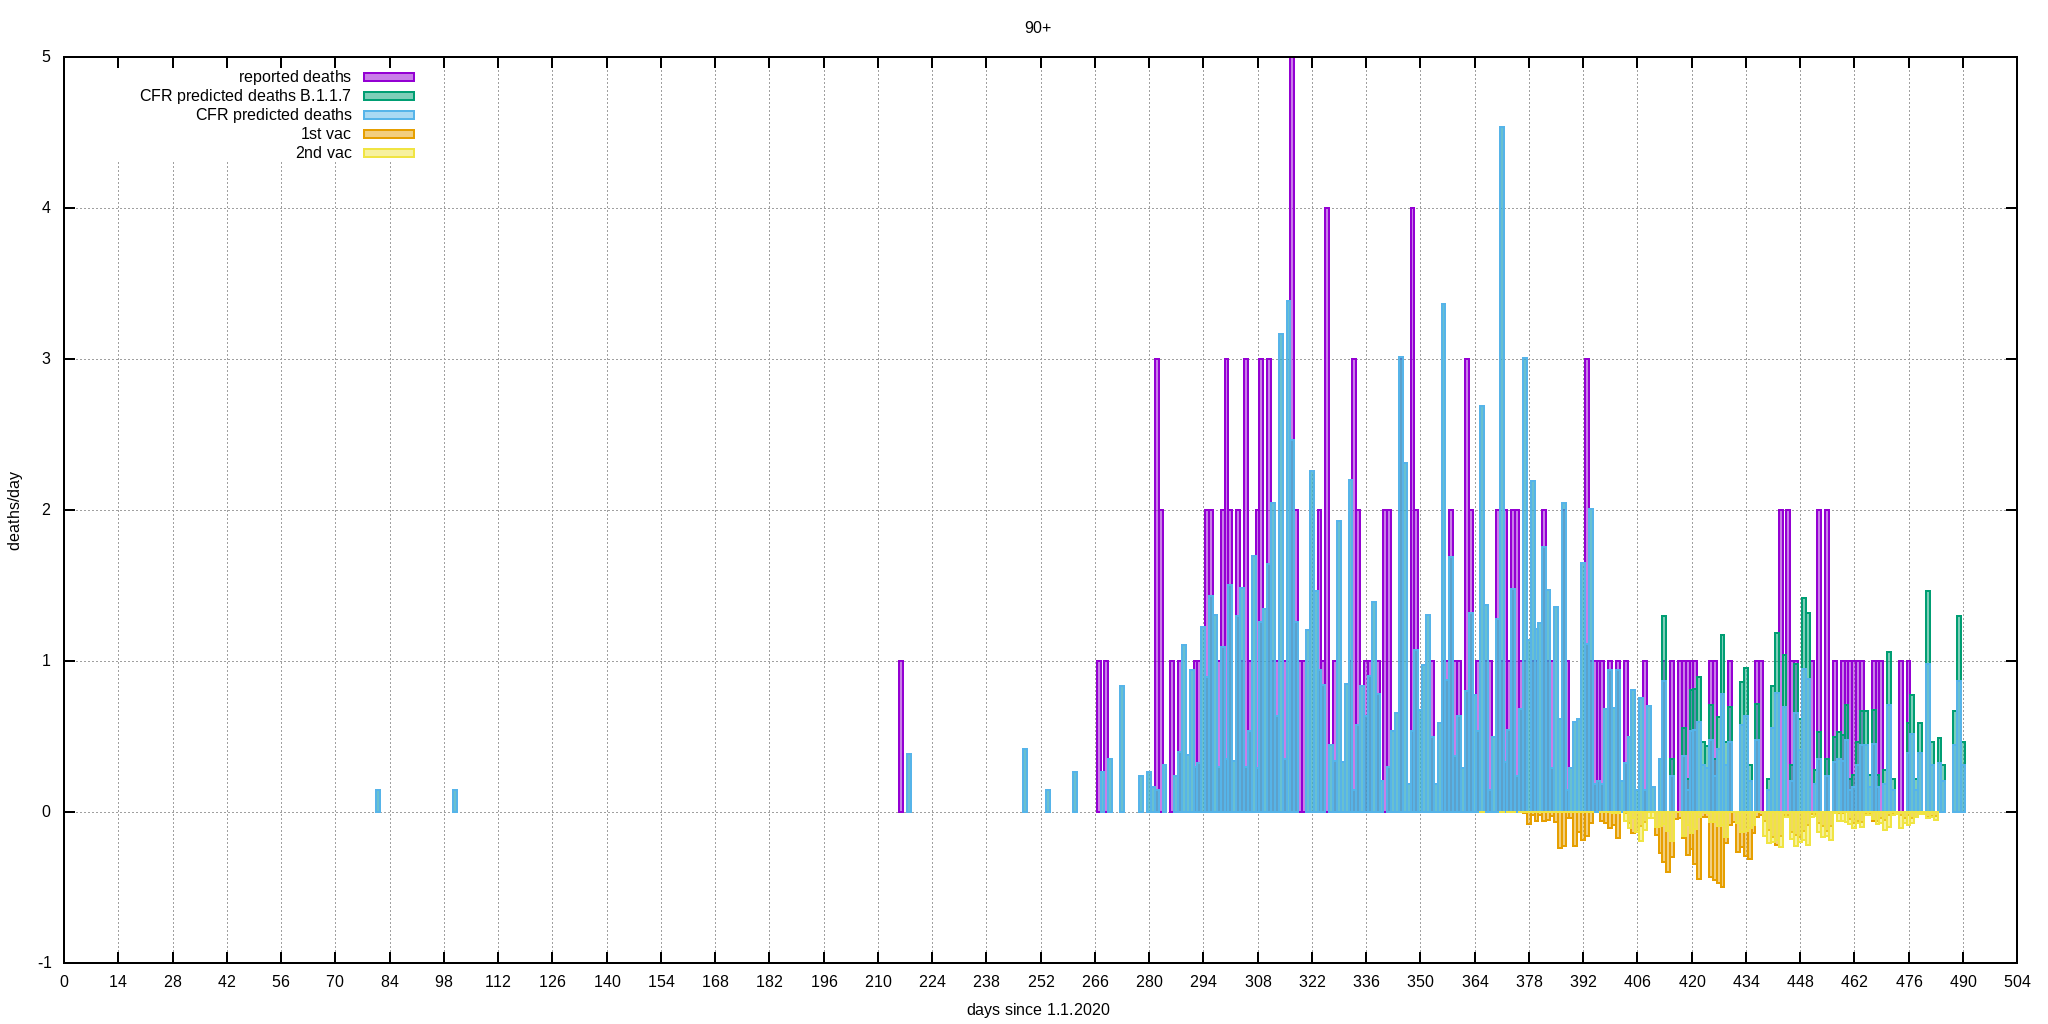 90+
reported deaths
CFR predicted deaths B.1.1.7
CFR predicted deaths
1st vac
2nd vac
5
4
3
2
1
0
-1
deaths/day
0 14 28 42 56 70 84 98 112 126 140 154 168 182 196 210 224 238 252 266 280 294 308 322 336 350 364 378 392 406 420 434 448 462 476 490 504
days since 1.1.2020